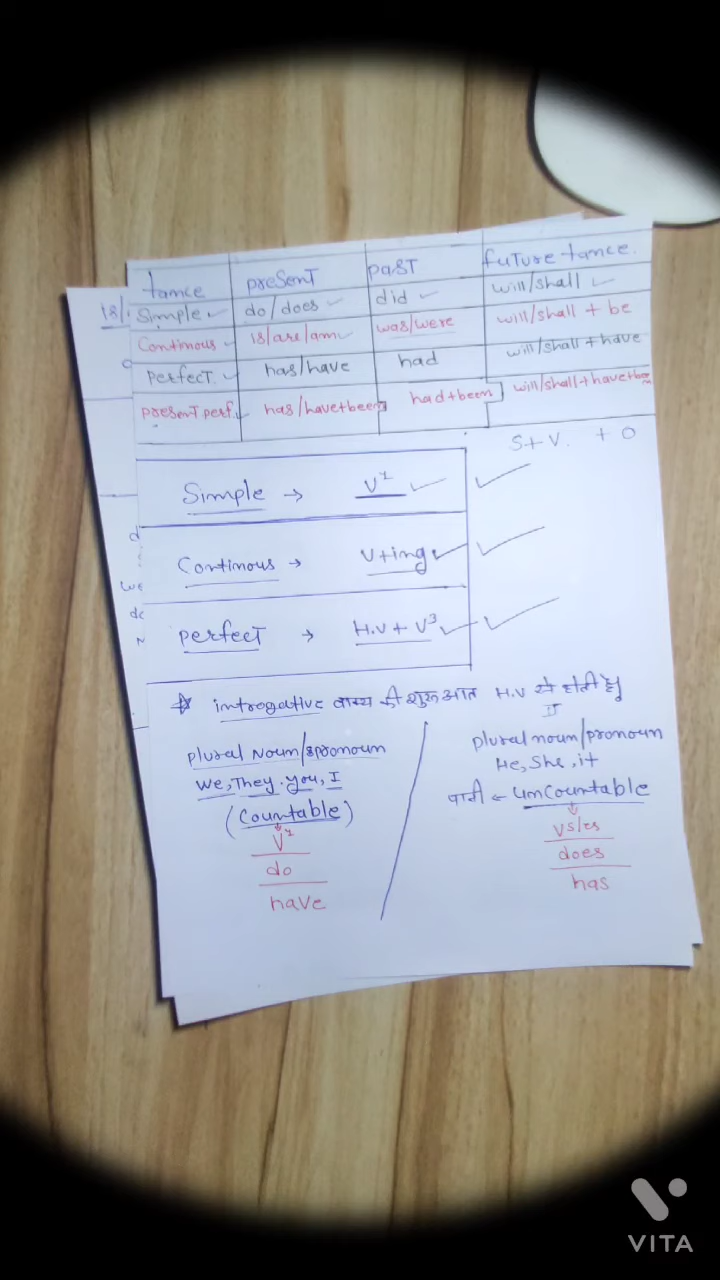 tance present past future tance.
Simple do/does did will/shall
Continous is/are/am was/were will/shall + be
perfect. has/have had will/shall + have
present perf. has/have+been had+been will/shall+have+been
S+V. + O
Simple → V¹
Continous → V+ing
perfect → H.V + V³
introgative वाक्य की शुरुआत H.V से होती है
plural Noun/pronoun
We, They. you, I
(Countable)
V¹
do
have
plural noun/pronoun
He, She, it
पानी ← uncountable
Vs/es
does
has
VITA